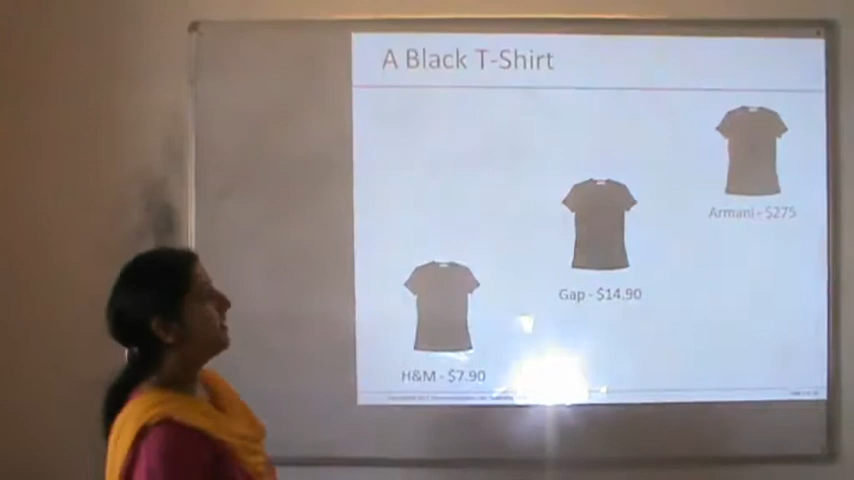 A Black T-Shirt
Armani - $275
Gap - $14.90
H&M - $7.90